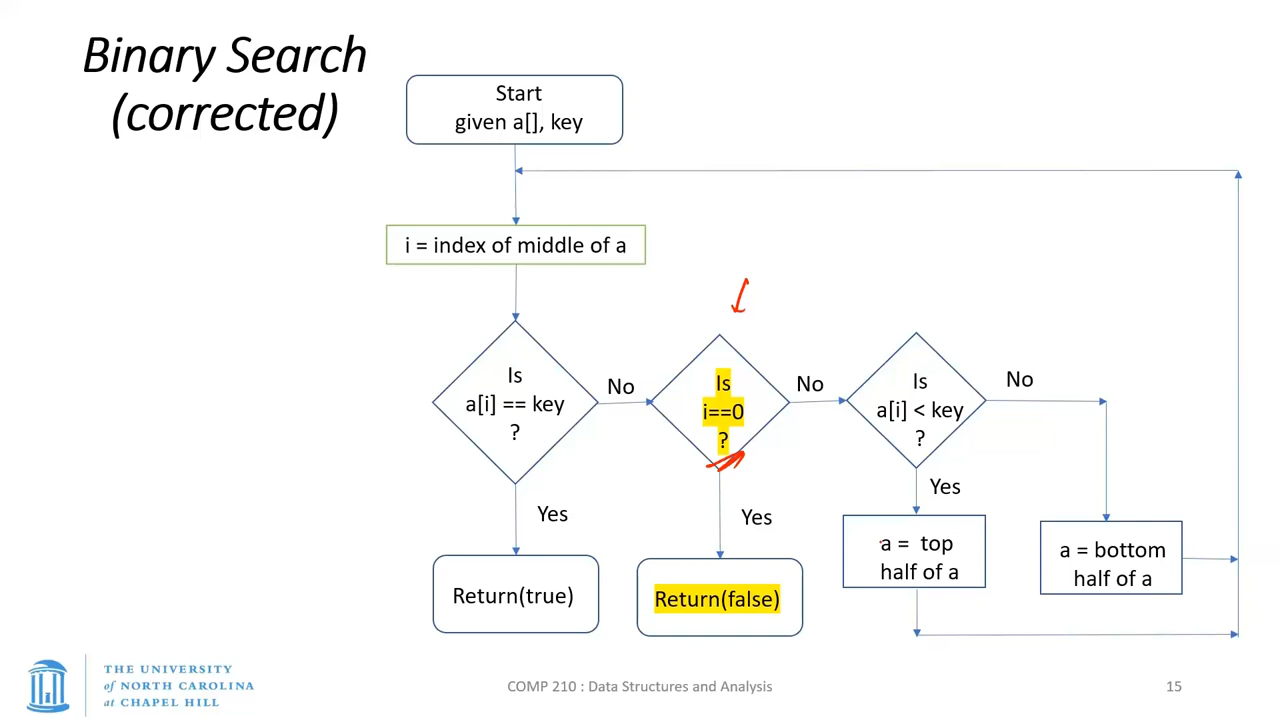 Binary Search
(corrected)
Start
given a[], key
i = index of middle of a
Is
a[i] == key
?
No
Is
i==0
?
No
Is
a[i] < key
?
No
Yes
Yes
Yes
Return(true)
Return(false)
a = top
half of a
a = bottom
half of a
THE UNIVERSITY
of NORTH CAROLINA
at CHAPEL HILL
COMP 210 : Data Structures and Analysis
15